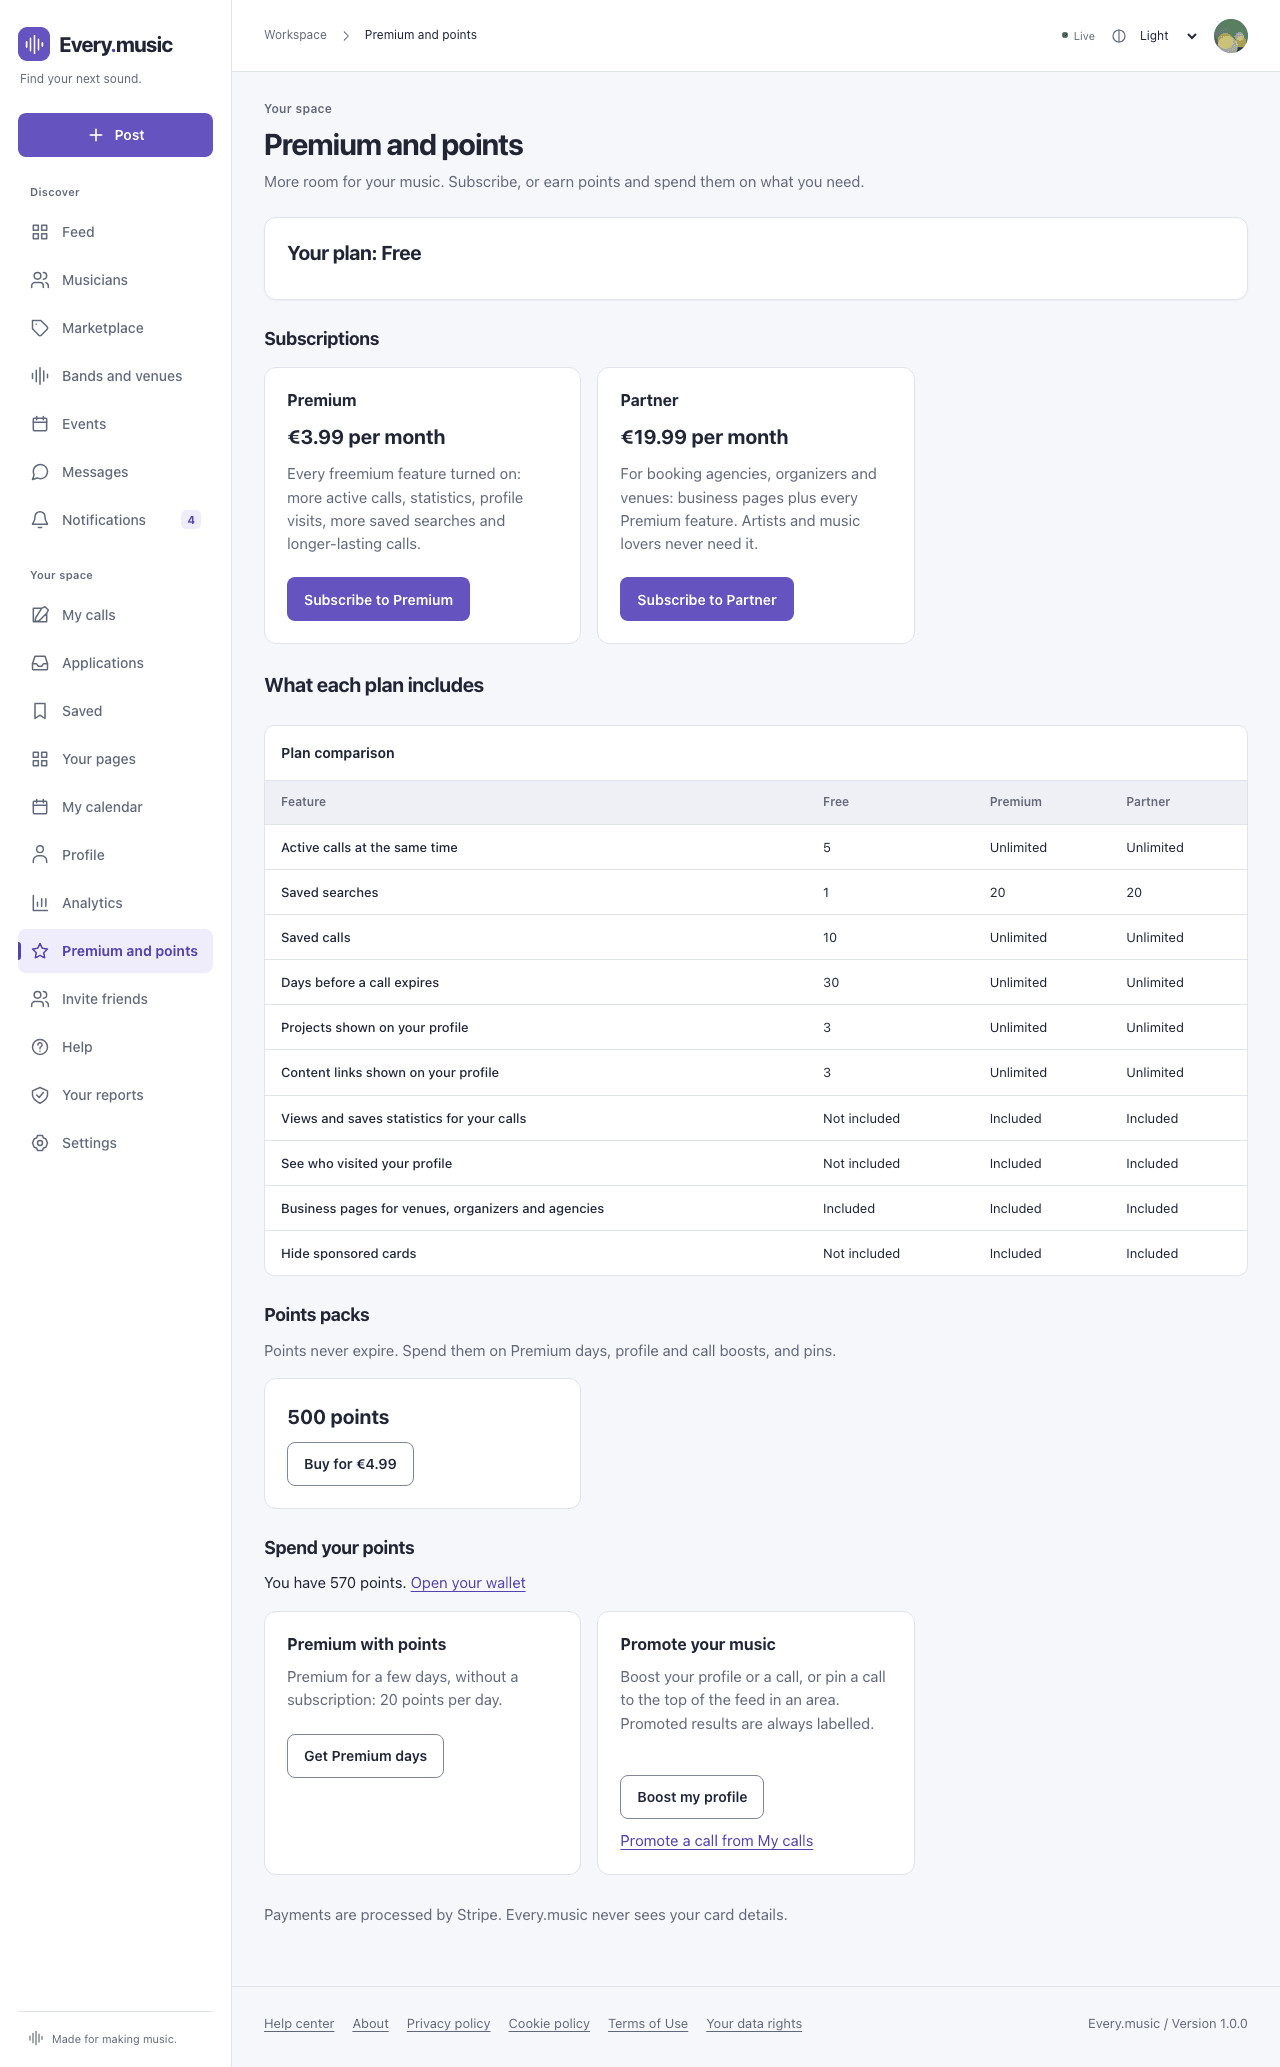 Every.music
Find your next sound.
Post
Discover
Feed
Musicians
Marketplace
Bands and venues
Events
Messages
Notifications 4
Your space
My calls
Applications
Saved
Your pages
My calendar
Profile
Analytics
Premium and points
Invite friends
Help
Your reports
Settings
Made for making music.
Workspace Premium and points
Live Light
Your space
Premium and points
More room for your music. Subscribe, or earn points and spend them on what you need.
Your plan: Free
Subscriptions
Premium
€3.99 per month
Every freemium feature turned on:
more active calls, statistics, profile
visits, more saved searches and
longer-lasting calls.
Subscribe to Premium
Partner
€19.99 per month
For booking agencies, organizers and
venues: business pages plus every
Premium feature. Artists and music
lovers never need it.
Subscribe to Partner
What each plan includes
Plan comparison
Feature Free Premium Partner
Active calls at the same time 5 Unlimited Unlimited
Saved searches 1 20 20
Saved calls 10 Unlimited Unlimited
Days before a call expires 30 Unlimited Unlimited
Projects shown on your profile 3 Unlimited Unlimited
Content links shown on your profile 3 Unlimited Unlimited
Views and saves statistics for your calls Not included Included Included
See who visited your profile Not included Included Included
Business pages for venues, organizers and agencies Included Included Included
Hide sponsored cards Not included Included Included
Points packs
Points never expire. Spend them on Premium days, profile and call boosts, and pins.
500 points
Buy for €4.99
Spend your points
You have 570 points. Open your wallet
Premium with points
Premium for a few days, without a
subscription: 20 points per day.
Get Premium days
Promote your music
Boost your profile or a call, or pin a call
to the top of the feed in an area.
Promoted results are always labelled.
Boost my profile
Promote a call from My calls
Payments are processed by Stripe. Every.music never sees your card details.
Help center About Privacy policy Cookie policy Terms of Use Your data rights
Every.music / Version 1.0.0